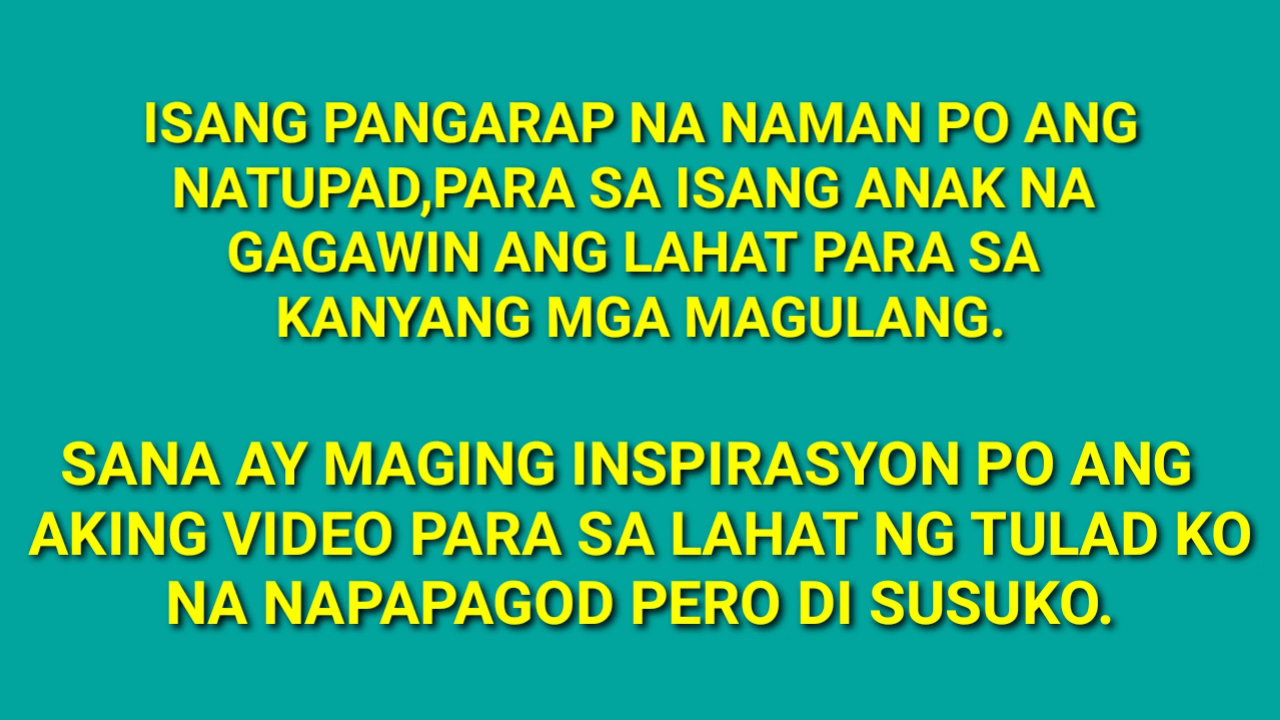 ISANG PANGARAP NA NAMAN PO ANG
NATUPAD,PARA SA ISANG ANAK NA
GAGAWIN ANG LAHAT PARA SA
KANYANG MGA MAGULANG.
SANA AY MAGING INSPIRASYON PO ANG
AKING VIDEO PARA SA LAHAT NG TULAD KO
NA NAPAPAGOD PERO DI SUSUKO.